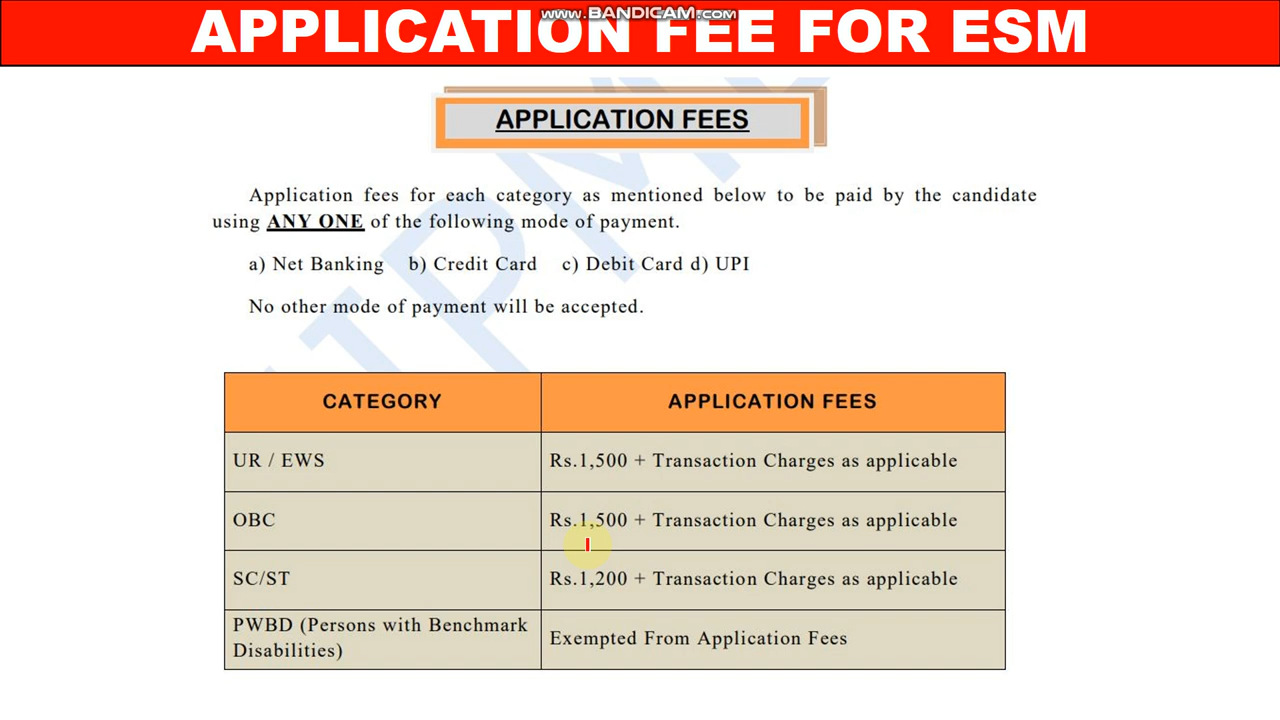 www.BANDICAM.com
APPLICATION FEE FOR ESM
APPLICATION FEES
Application fees for each category as mentioned below to be paid by the candidate
using ANY ONE of the following mode of payment.
a) Net Banking b) Credit Card c) Debit Card d) UPI
No other mode of payment will be accepted.
CATEGORY APPLICATION FEES
UR / EWS Rs.1,500 + Transaction Charges as applicable
OBC Rs.1,500 + Transaction Charges as applicable
SC/ST Rs.1,200 + Transaction Charges as applicable
PWBD (Persons with Benchmark
Disabilities) Exempted From Application Fees